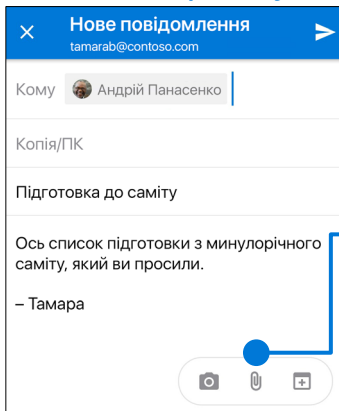 Нове повідомлення
tamarab@contoso.com
Кому Андрій Панасенко
Копія/ПК
Підготовка до саміту
Ось список підготовки з минулорічного
саміту, який ви просили.
– Тамара